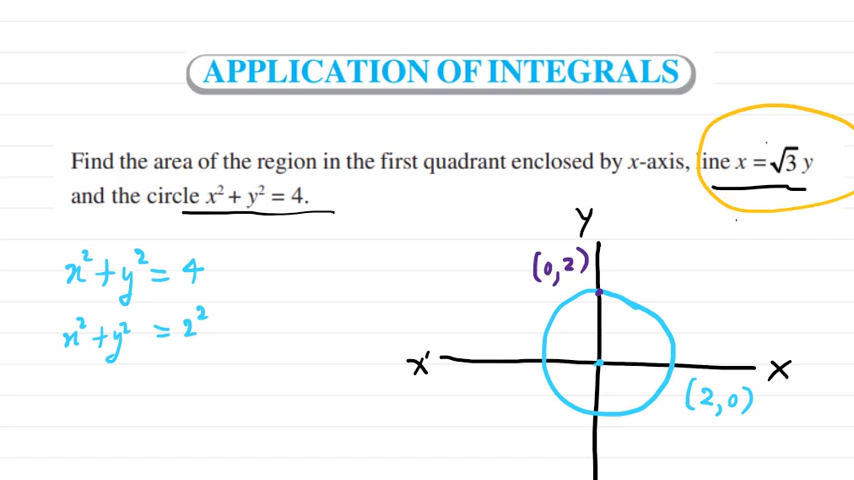 APPLICATION OF INTEGRALS
Find the area of the region in the first quadrant enclosed by x-axis, line x = √3 y
and the circle x² + y² = 4.
x² + y² = 4
x² + y² = 2²
Y
(0,2)
X'
X
(2,0)